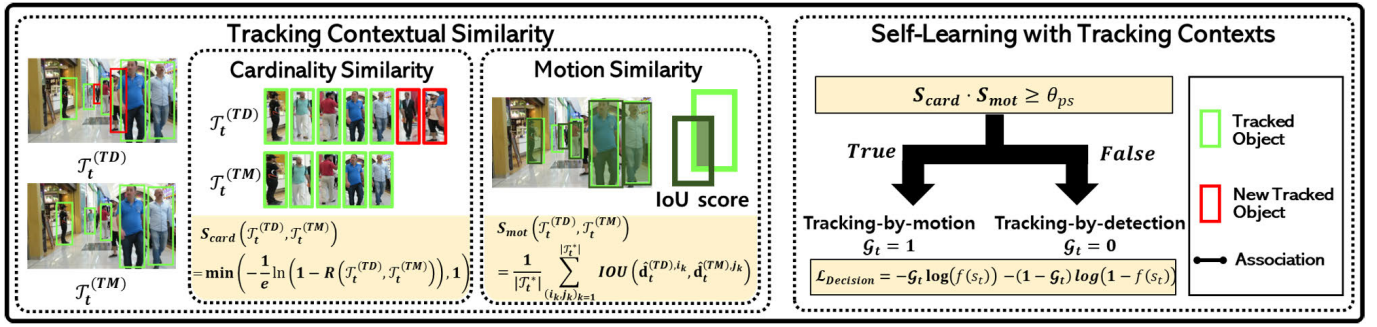 Tracking Contextual Similarity
𝒯_t^(TD)
𝒯_t^(TM)
Cardinality Similarity
𝒯_t^(TD)
𝒯_t^(TM)
S_card (𝒯_t^(TD), 𝒯_t^(TM))
= min (−1/e ln (1 − R (𝒯_t^(TD), 𝒯_t^(TM))), 1)
Motion Similarity
IoU score
S_mot (𝒯_t^(TD), 𝒯_t^(TM))
= 1/|𝒯_t^*| ∑_{(i_k,j_k)_{k=1}}^{|𝒯_t^*|} IOU (d̂_t^{(TD),i_k}, d̂_t^{(TM),j_k})
Self-Learning with Tracking Contexts
S_card · S_mot ≥ θ_ps
True
False
Tracking-by-motion
𝒢_t = 1
Tracking-by-detection
𝒢_t = 0
ℒ_Decision = −𝒢_t log(f(s_t)) −(1 − 𝒢_t) log(1 − f(s_t))
Tracked
Object
New Tracked
Object
Association